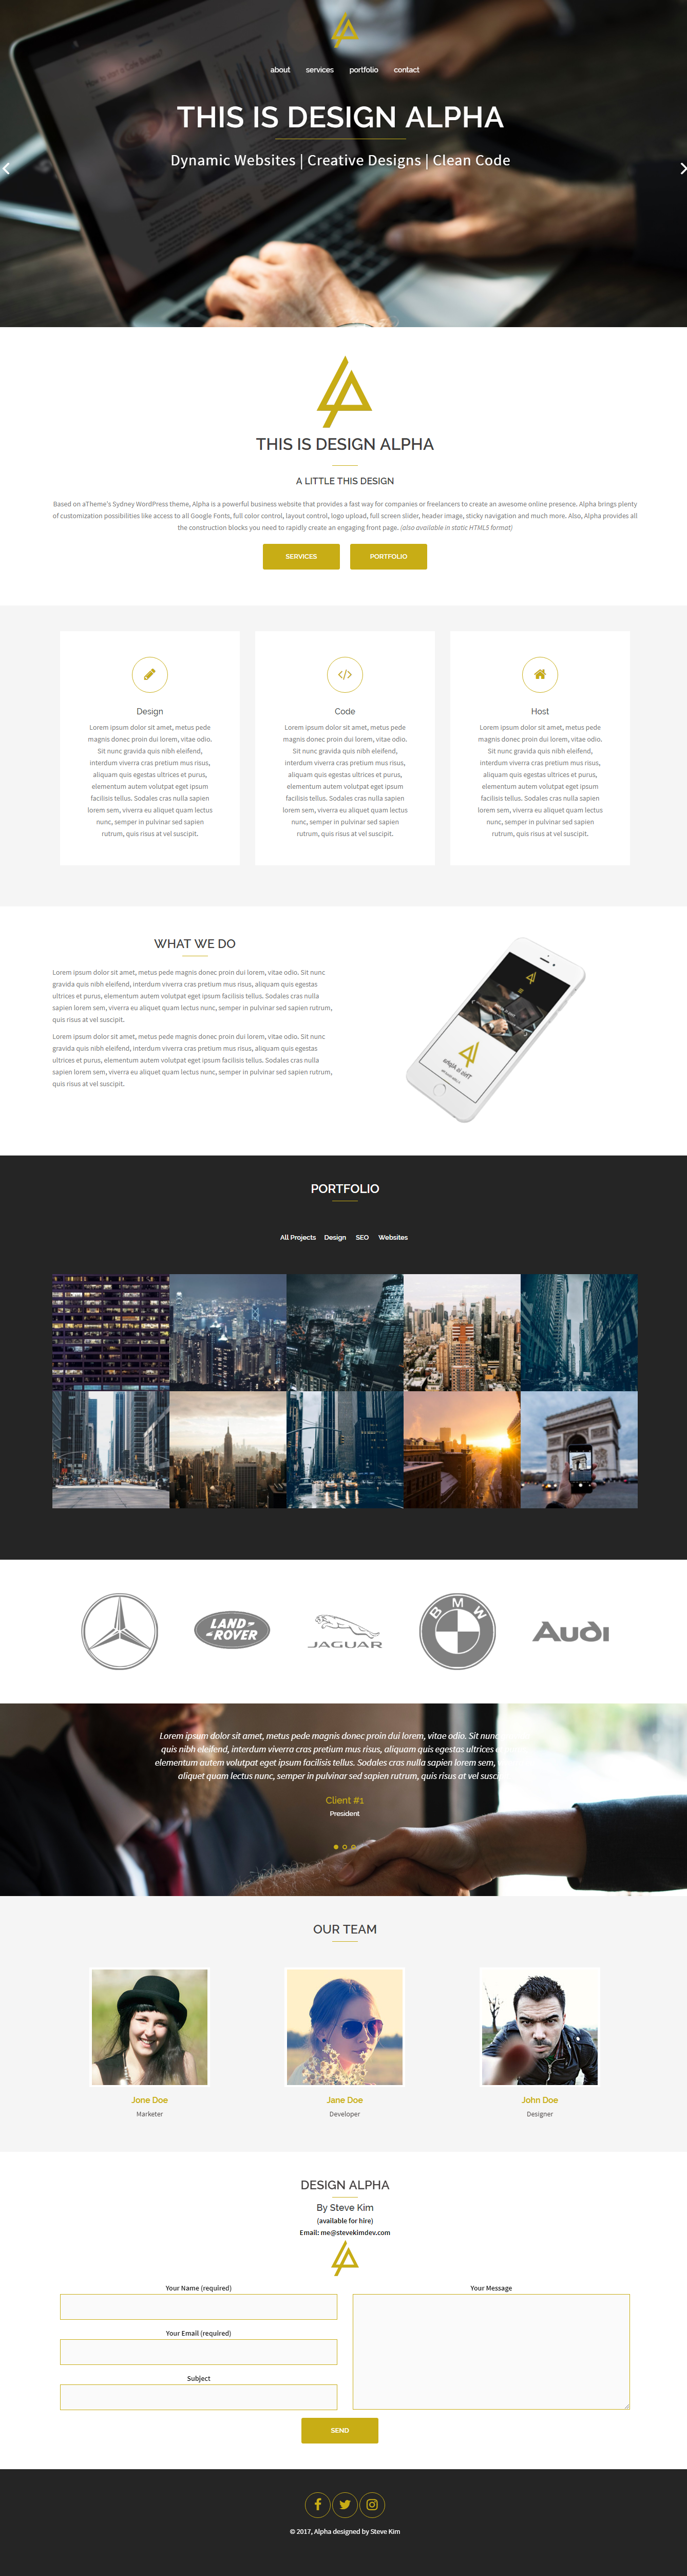 about services portfolio contact
THIS IS DESIGN ALPHA
Dynamic Websites | Creative Designs | Clean Code
THIS IS DESIGN ALPHA
A LITTLE THIS DESIGN
Based on aTheme's Sydney WordPress theme, Alpha is a powerful business website that provides a fast way for companies or freelancers to create an awesome online presence. Alpha brings plenty
of customization possibilities like access to all Google Fonts, full color control, layout control, logo upload, full screen slider, header image, sticky navigation and much more. Also, Alpha provides all
the construction blocks you need to rapidly create an engaging front page. (also available in static HTML5 format)
SERVICES PORTFOLIO
Design
Lorem ipsum dolor sit amet, metus pede
magnis donec proin dui lorem, vitae odio.
Sit nunc gravida quis nibh eleifend,
interdum viverra cras pretium mus risus,
aliquam quis egestas ultrices et purus,
elementum autem volutpat eget ipsum
facilisis tellus. Sodales cras nulla sapien
lorem sem, viverra eu aliquet quam lectus
nunc, semper in pulvinar sed sapien
rutrum, quis risus at vel suscipit.
Code
Lorem ipsum dolor sit amet, metus pede
magnis donec proin dui lorem, vitae odio.
Sit nunc gravida quis nibh eleifend,
interdum viverra cras pretium mus risus,
aliquam quis egestas ultrices et purus,
elementum autem volutpat eget ipsum
facilisis tellus. Sodales cras nulla sapien
lorem sem, viverra eu aliquet quam lectus
nunc, semper in pulvinar sed sapien
rutrum, quis risus at vel suscipit.
Host
Lorem ipsum dolor sit amet, metus pede
magnis donec proin dui lorem, vitae odio.
Sit nunc gravida quis nibh eleifend,
interdum viverra cras pretium mus risus,
aliquam quis egestas ultrices et purus,
elementum autem volutpat eget ipsum
facilisis tellus. Sodales cras nulla sapien
lorem sem, viverra eu aliquet quam lectus
nunc, semper in pulvinar sed sapien
rutrum, quis risus at vel suscipit.
WHAT WE DO
Lorem ipsum dolor sit amet, metus pede magnis donec proin dui lorem, vitae odio. Sit nunc
gravida quis nibh eleifend, interdum viverra cras pretium mus risus, aliquam quis egestas
ultrices et purus, elementum autem volutpat eget ipsum facilisis tellus. Sodales cras nulla
sapien lorem sem, viverra eu aliquet quam lectus nunc, semper in pulvinar sed sapien rutrum,
quis risus at vel suscipit.
Lorem ipsum dolor sit amet, metus pede magnis donec proin dui lorem, vitae odio. Sit nunc
gravida quis nibh eleifend, interdum viverra cras pretium mus risus, aliquam quis egestas
ultrices et purus, elementum autem volutpat eget ipsum facilisis tellus. Sodales cras nulla
sapien lorem sem, viverra eu aliquet quam lectus nunc, semper in pulvinar sed sapien rutrum,
quis risus at vel suscipit.
This is Alpha
PORTFOLIO
All Projects Design SEO Websites
LAND ROVER
JAGUAR
BMW
Audi
Lorem ipsum dolor sit amet, metus pede magnis donec proin dui lorem, vitae odio. Sit nunc
quis nibh eleifend, interdum viverra cras pretium mus risus, aliquam quis egestas ultrices
elementum autem volutpat eget ipsum facilisis tellus. Sodales cras nulla sapien lorem sem,
aliquet quam lectus nunc, semper in pulvinar sed sapien rutrum, quis risus at vel
Client #1
President
OUR TEAM
Jone Doe
Marketer
Jane Doe
Developer
John Doe
Designer
DESIGN ALPHA
By Steve Kim
(available for hire)
Email: me@stevekimdev.com
Your Name (required)
Your Email (required)
Subject
Your Message
SEND
© 2017, Alpha designed by Steve Kim